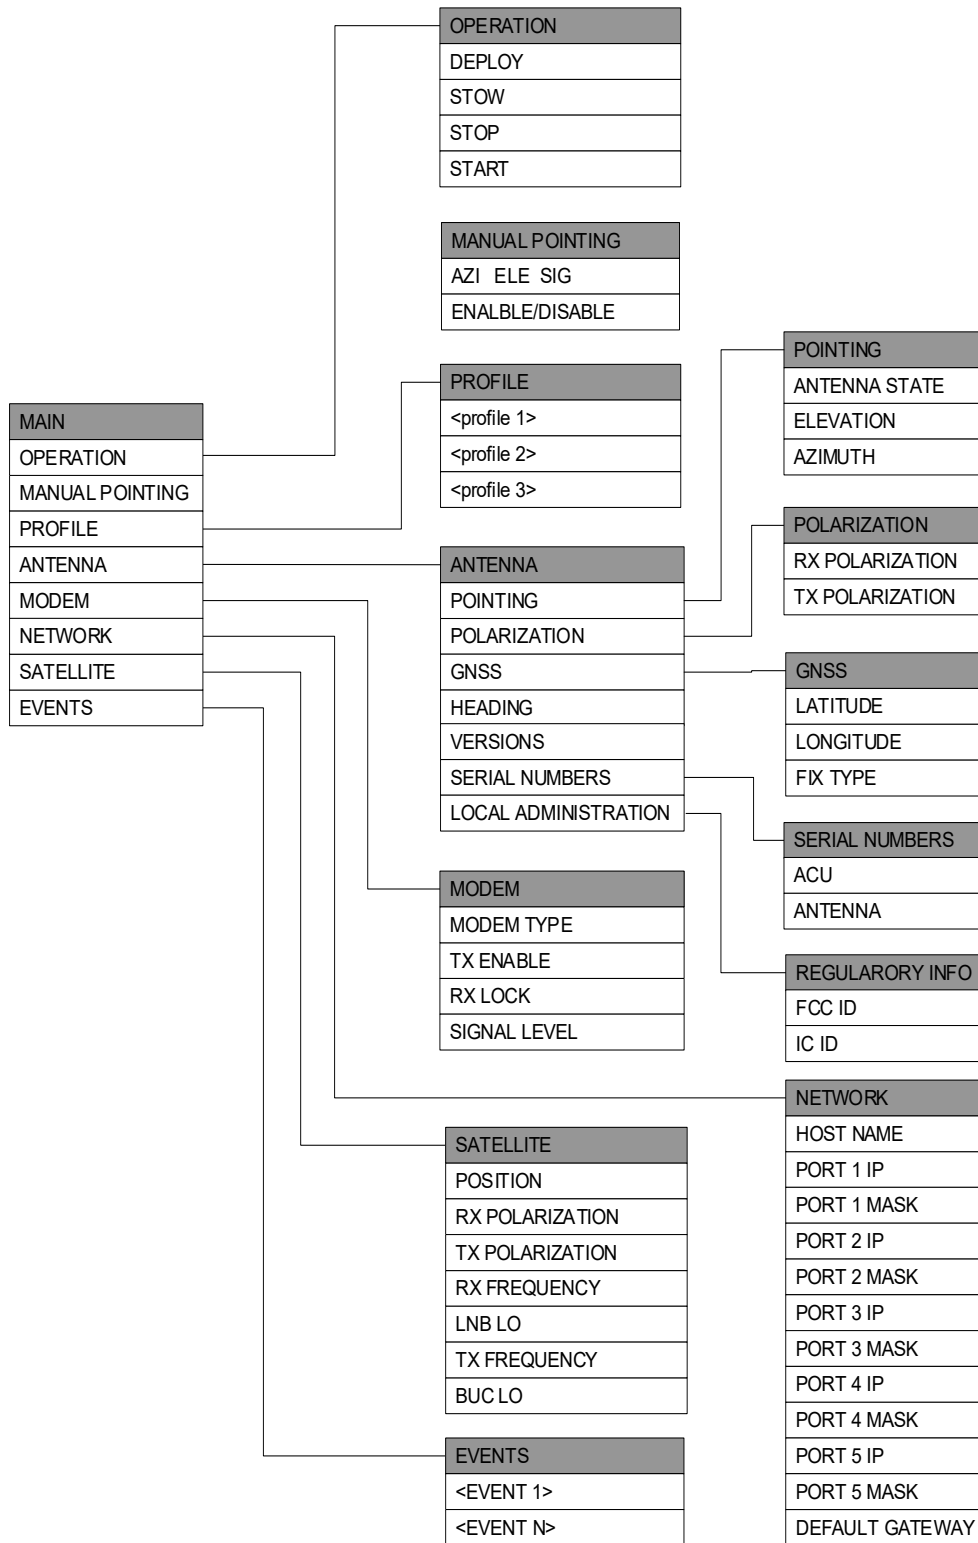 OPERATION
DEPLOY
STOW
STOP
START
MANUAL POINTING
AZI ELE SIG
ENALBLE/DISABLE
PROFILE
<profile 1>
<profile 2>
<profile 3>
MAIN
OPERATION
MANUAL POINTING
PROFILE
ANTENNA
MODEM
NETWORK
SATELLITE
EVENTS
ANTENNA
POINTING
POLARIZATION
GNSS
HEADING
VERSIONS
SERIAL NUMBERS
LOCAL ADMINISTRATION
POINTING
ANTENNA STATE
ELEVATION
AZIMUTH
POLARIZATION
RX POLARIZATION
TX POLARIZATION
GNSS
LATITUDE
LONGITUDE
FIX TYPE
SERIAL NUMBERS
ACU
ANTENNA
REGULARORY INFO
FCC ID
IC ID
MODEM
MODEM TYPE
TX ENABLE
RX LOCK
SIGNAL LEVEL
NETWORK
HOST NAME
PORT 1 IP
PORT 1 MASK
PORT 2 IP
PORT 2 MASK
PORT 3 IP
PORT 3 MASK
PORT 4 IP
PORT 4 MASK
PORT 5 IP
PORT 5 MASK
DEFAULT GATEWAY
SATELLITE
POSITION
RX POLARIZATION
TX POLARIZATION
RX FREQUENCY
LNB LO
TX FREQUENCY
BUC LO
EVENTS
<EVENT 1>
<EVENT N>